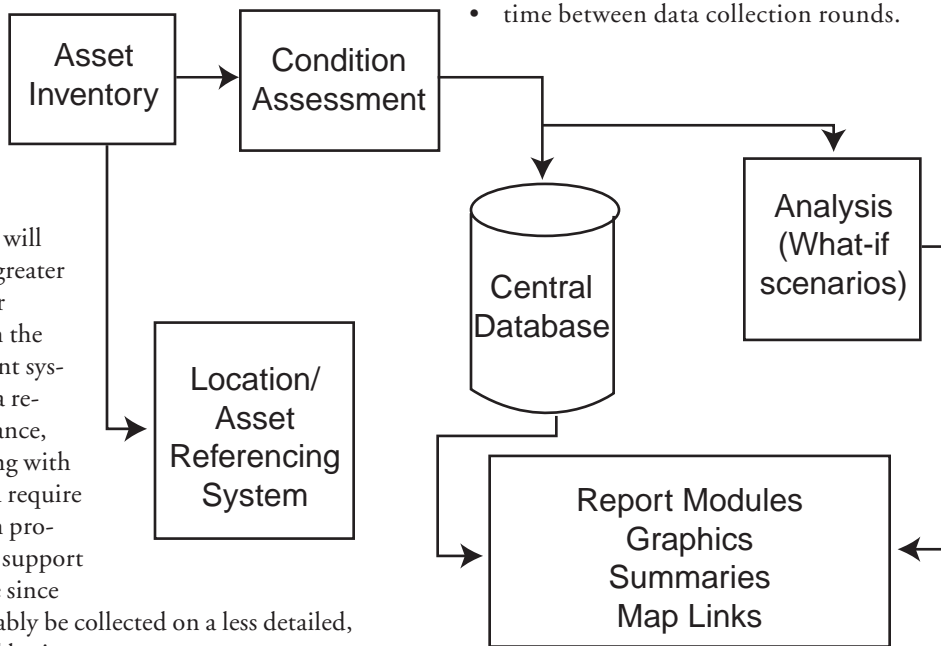 • time between data collection rounds.
Asset
Inventory
Condition
Assessment
Central
Database
Analysis
(What-if
scenarios)
Location/
Asset
Referencing
System
Report Modules
Graphics
Summaries
Map Links
will
greater
the
nt sys-
a re-
ance,
ng with
require
pro-
support
since
ably be collected on a less detailed,